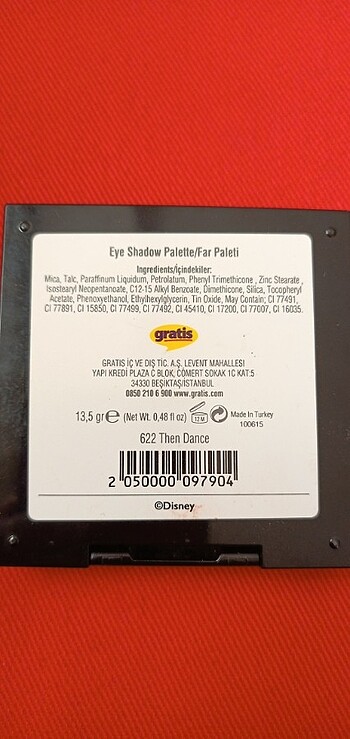 Eye Shadow Palette/Far Paleti
Ingredients/İçindekiler:
Mica, Talc, Paraffinum Liquidum, Petrolatum, Phenyl Trimethicone , Zinc Stearate ,
Isostearyl Neopentanoate, C12-15 Alkyl Benzoate, Dimethicone, Silica, Tocopheryl
Acetate, Phenoxyethanol, Ethylhexylglycerin, Tin Oxide, May Contain; CI 77491,
CI 77891, CI 15850, CI 77499, CI 77492, CI 45410, CI 17200, CI 77007, CI 16035.
gratis
GRATIS İÇ VE DIŞ TİC. A.Ş. LEVENT MAHALLESİ
YAPI KREDİ PLAZA C BLOK, CÖMERT SOKAK 1C KAT:5
34330 BEŞİKTAŞ/İSTANBUL
0850 210 6 900 www.gratis.com
13,5 gr e (Net Wt. 0,48 fl oz) 12 M Made In Turkey
100615
622 Then Dance
2 050000 097904
©Disney